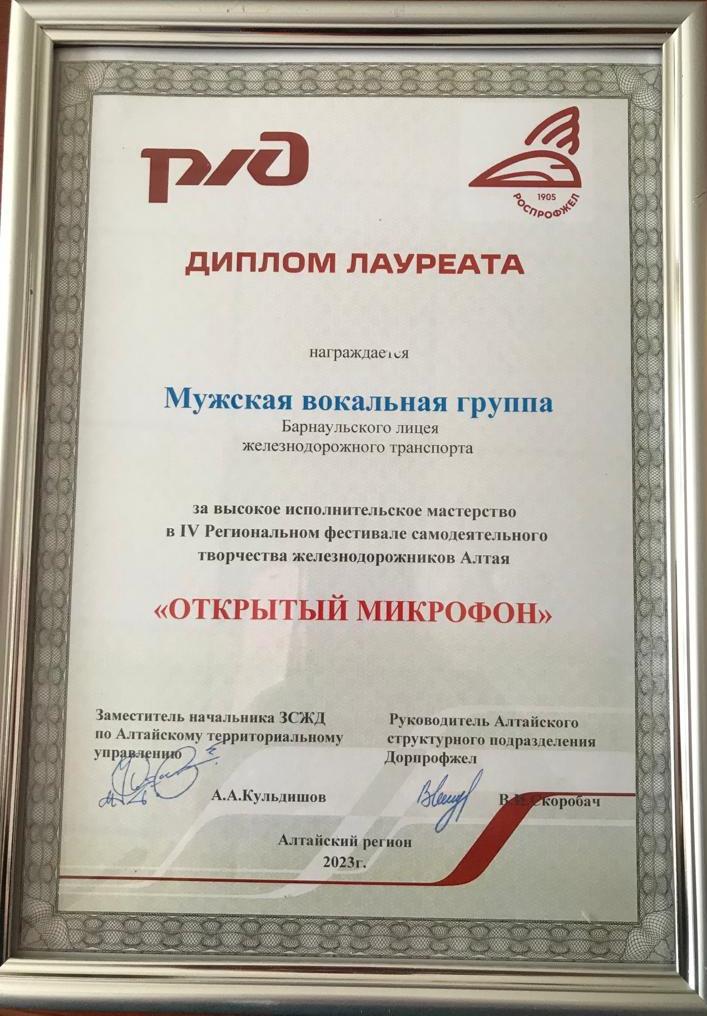 РЖД
1905
РОСПРОФЖЕЛ
ДИПЛОМ ЛАУРЕАТА
награждается
Мужская вокальная группа
Барнаульского лицея
железнодорожного транспорта
за высокое исполнительское мастерство
в IV Региональном фестивале самодеятельного
творчества железнодорожников Алтая
«ОТКРЫТЫЙ МИКРОФОН»
Заместитель начальника ЗСЖД
по Алтайскому территориальному
управлению
А.А.Кульдишов
Руководитель Алтайского
структурного подразделения
Дорпрофжел
Скоробач
Алтайский регион
2023г.